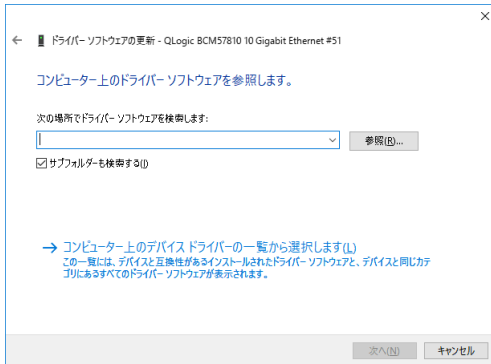 ドライバー ソフトウェアの更新 - QLogic BCM57810 10 Gigabit Ethernet #51
コンピューター上のドライバー ソフトウェアを参照します。
次の場所でドライバー ソフトウェアを検索します:
参照(R)...
サブフォルダーも検索する(I)
コンピューター上のデバイス ドライバーの一覧から選択します(L)
この一覧には、デバイスと互換性があるインストールされたドライバー ソフトウェアと、デバイスと同じカテ
ゴリにあるすべてのドライバー ソフトウェアが表示されます。
次へ(N)
キャンセル